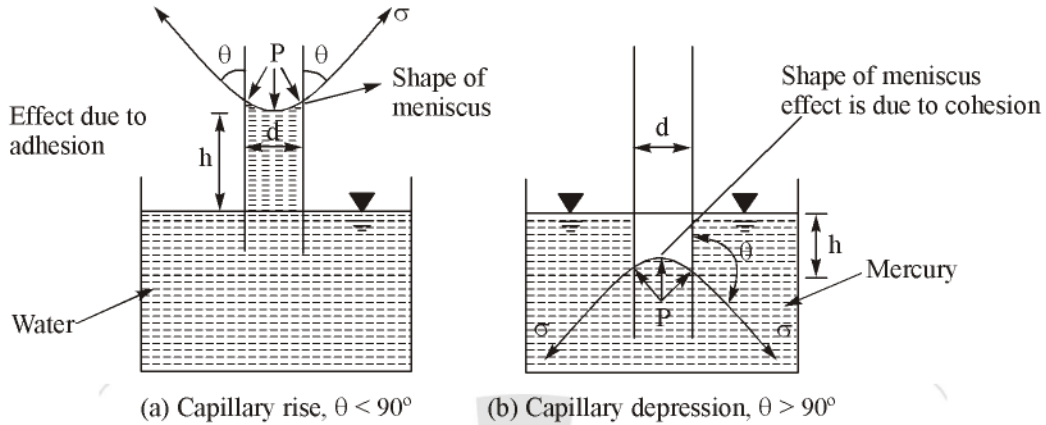 σ
θ
P
θ
Shape of
meniscus
Effect due to
adhesion
d
h
Water
(a) Capillary rise, θ < 90°
Shape of meniscus
effect is due to cohesion
d
θ
h
Mercury
P
σ
σ
(b) Capillary depression, θ > 90°